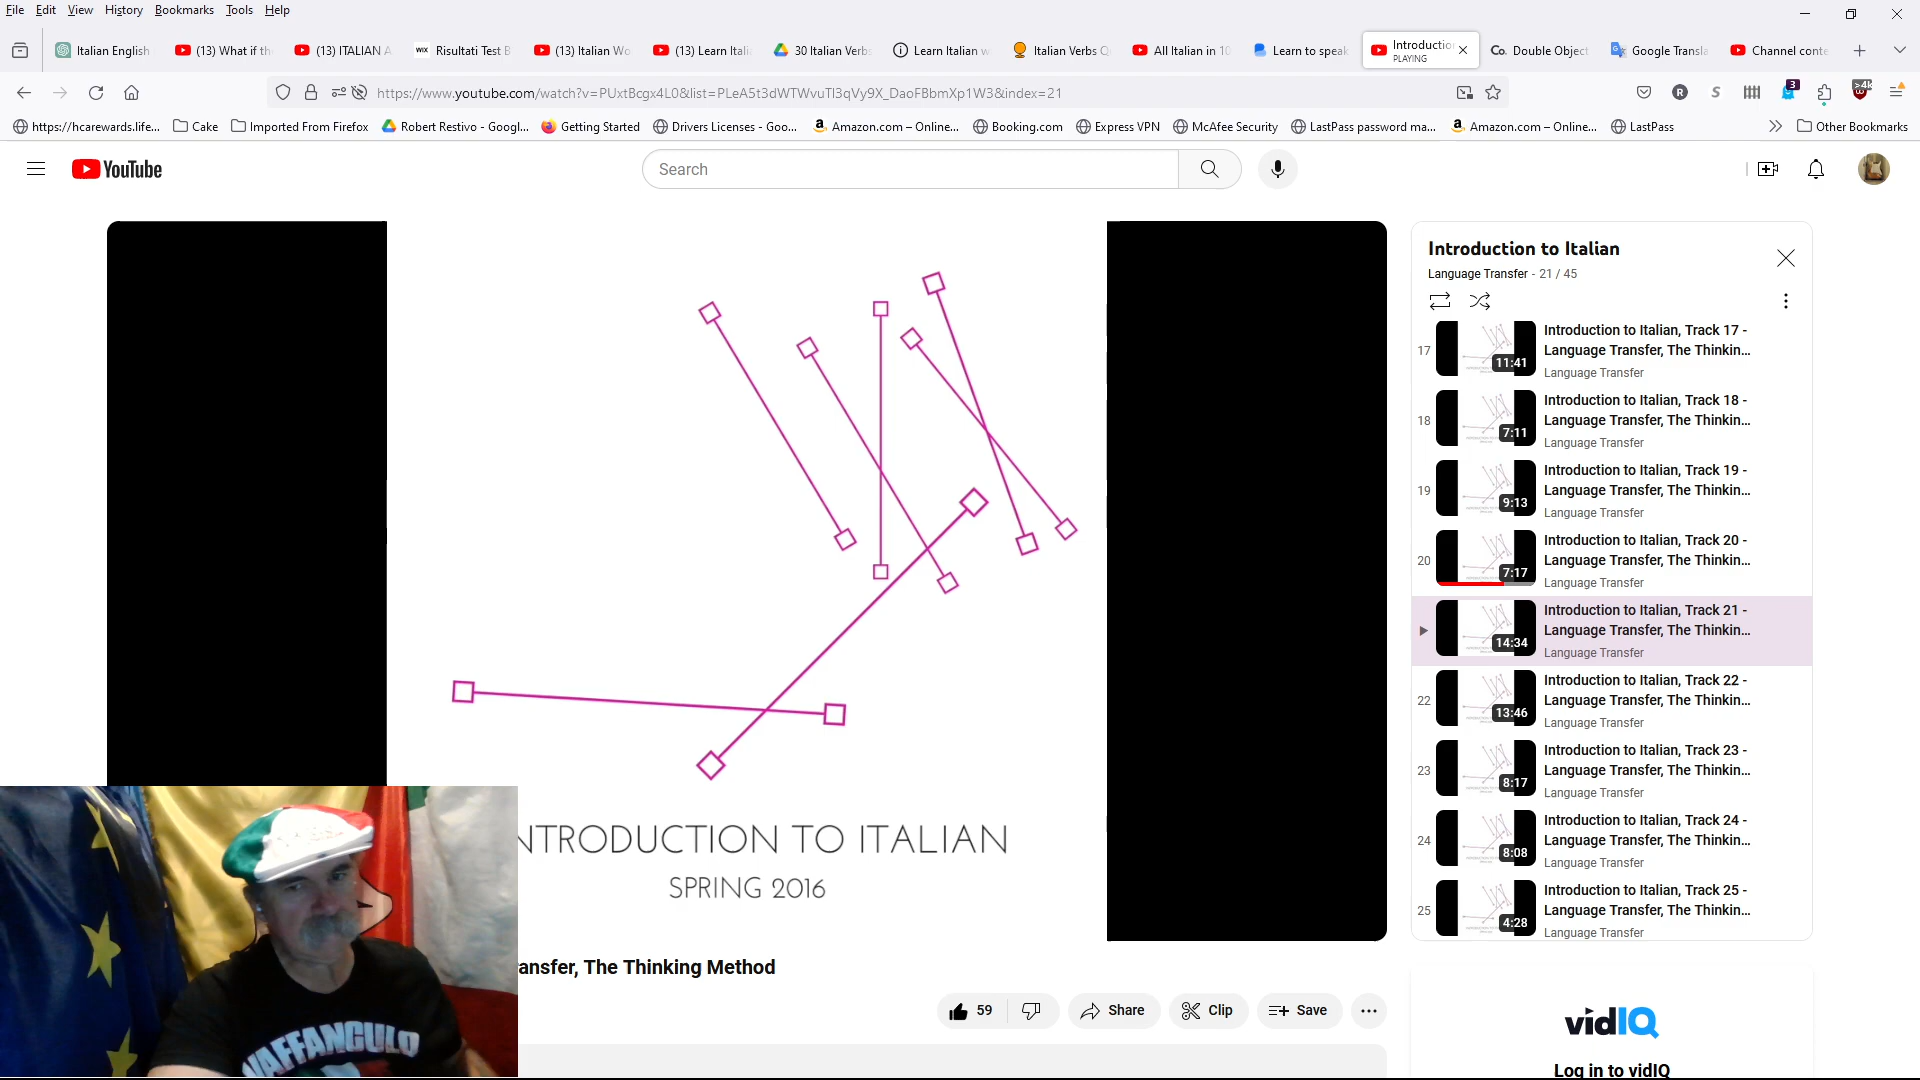 File Edit View History Bookmarks Tools Help
Italian English
(13) What if th
(13) ITALIAN A
WIX Risultati Test B
(13) Italian Wo
(13) Learn Itali
30 Italian Verbs
Learn Italian w
Italian Verbs Q
All Italian in 10
Learn to speak
Introduction
PLAYING
Co. Double Object
Google Transla
Channel conte
https://www.youtube.com/watch?v=PUxtBcgx4L0&list=PLeA5t3dWTWvuTl3qVy9X_DaoFBbmXp1W3&index=21
https://hcarewards.life...
Cake
Imported From Firefox
Robert Restivo - Googl...
Getting Started
Drivers Licenses - Goo...
Amazon.com – Online...
Booking.com
Express VPN
McAfee Security
LastPass password ma...
Amazon.com – Online...
LastPass
Other Bookmarks
YouTube
Search
NTRODUCTION TO ITALIAN
SPRING 2016
VAFFANCULO
ansfer, The Thinking Method
59
Share
Clip
Save
Introduction to Italian
Language Transfer - 21 / 45
17
11:41
Introduction to Italian, Track 17 -
Language Transfer, The Thinkin...
Language Transfer
18
7:11
Introduction to Italian, Track 18 -
Language Transfer, The Thinkin...
Language Transfer
19
9:13
Introduction to Italian, Track 19 -
Language Transfer, The Thinkin...
Language Transfer
20
7:17
Introduction to Italian, Track 20 -
Language Transfer, The Thinkin...
Language Transfer
14:34
Introduction to Italian, Track 21 -
Language Transfer, The Thinkin...
Language Transfer
22
13:46
Introduction to Italian, Track 22 -
Language Transfer, The Thinkin...
Language Transfer
23
8:17
Introduction to Italian, Track 23 -
Language Transfer, The Thinkin...
Language Transfer
24
8:08
Introduction to Italian, Track 24 -
Language Transfer, The Thinkin...
Language Transfer
25
4:28
Introduction to Italian, Track 25 -
Language Transfer, The Thinkin...
Language Transfer
vidIQ
Log in to vidIQ